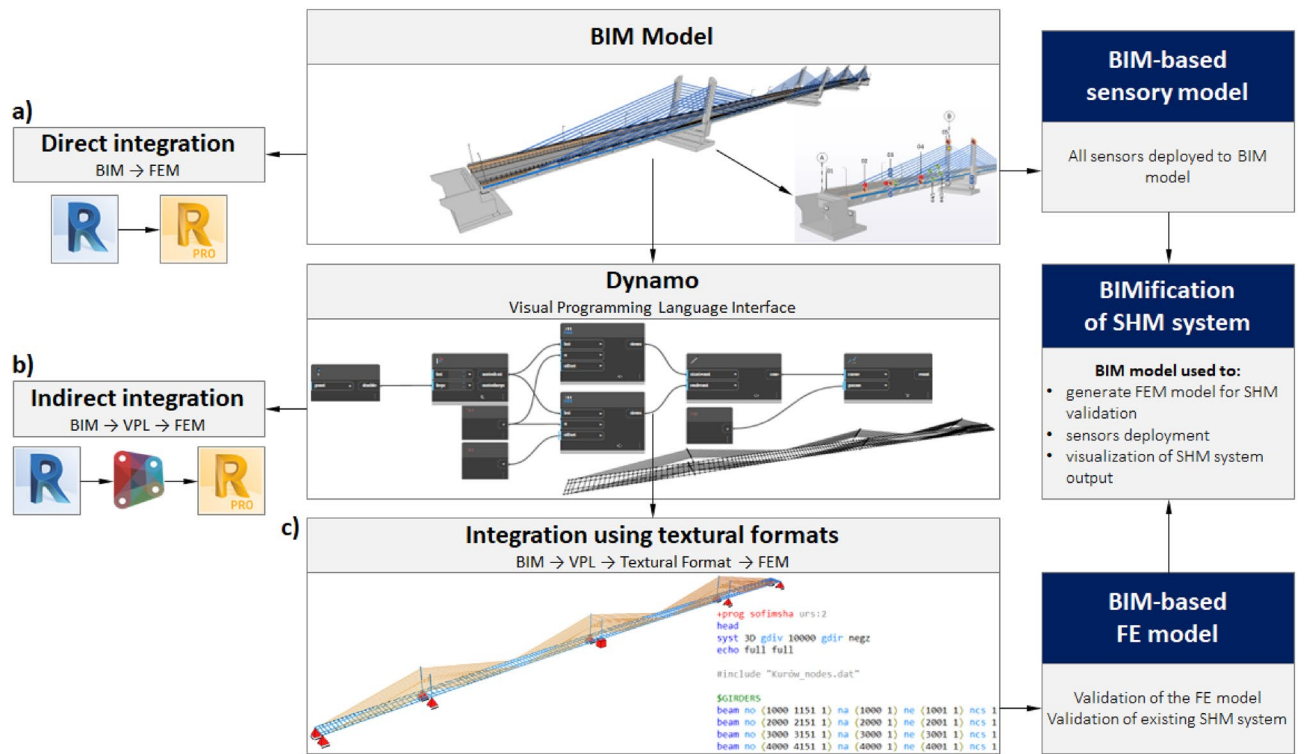 BIM Model
a)
Direct integration
BIM → FEM
R
R
PRO
A
B
01
02
03
04
05
BIM-based
sensory model
All sensors deployed to BIM
model
Dynamo
Visual Programming Language Interface
b)
Indirect integration
BIM → VPL → FEM
R
R
PRO
BIMification
of SHM system
BIM model used to:
• generate FEM model for SHM
validation
• sensors deployment
• visualization of SHM system
output
c)
Integration using textural formats
BIM → VPL → Textural Format → FEM
+prog sofimsha urs:2
head
syst 3D gdiv 10000 gdir negz
echo full full
#include "Kurów_nodes.dat"
$GIRDERS
beam no (1000 1151 1) na (1000 1) ne (1001 1) ncs 1
beam no (2000 2151 1) na (2000 1) ne (2001 1) ncs 1
beam no (3000 3151 1) na (3000 1) ne (3001 1) ncs 1
beam no (4000 4151 1) na (4000 1) ne (4001 1) ncs 1
BIM-based
FE model
Validation of the FE model
Validation of existing SHM system